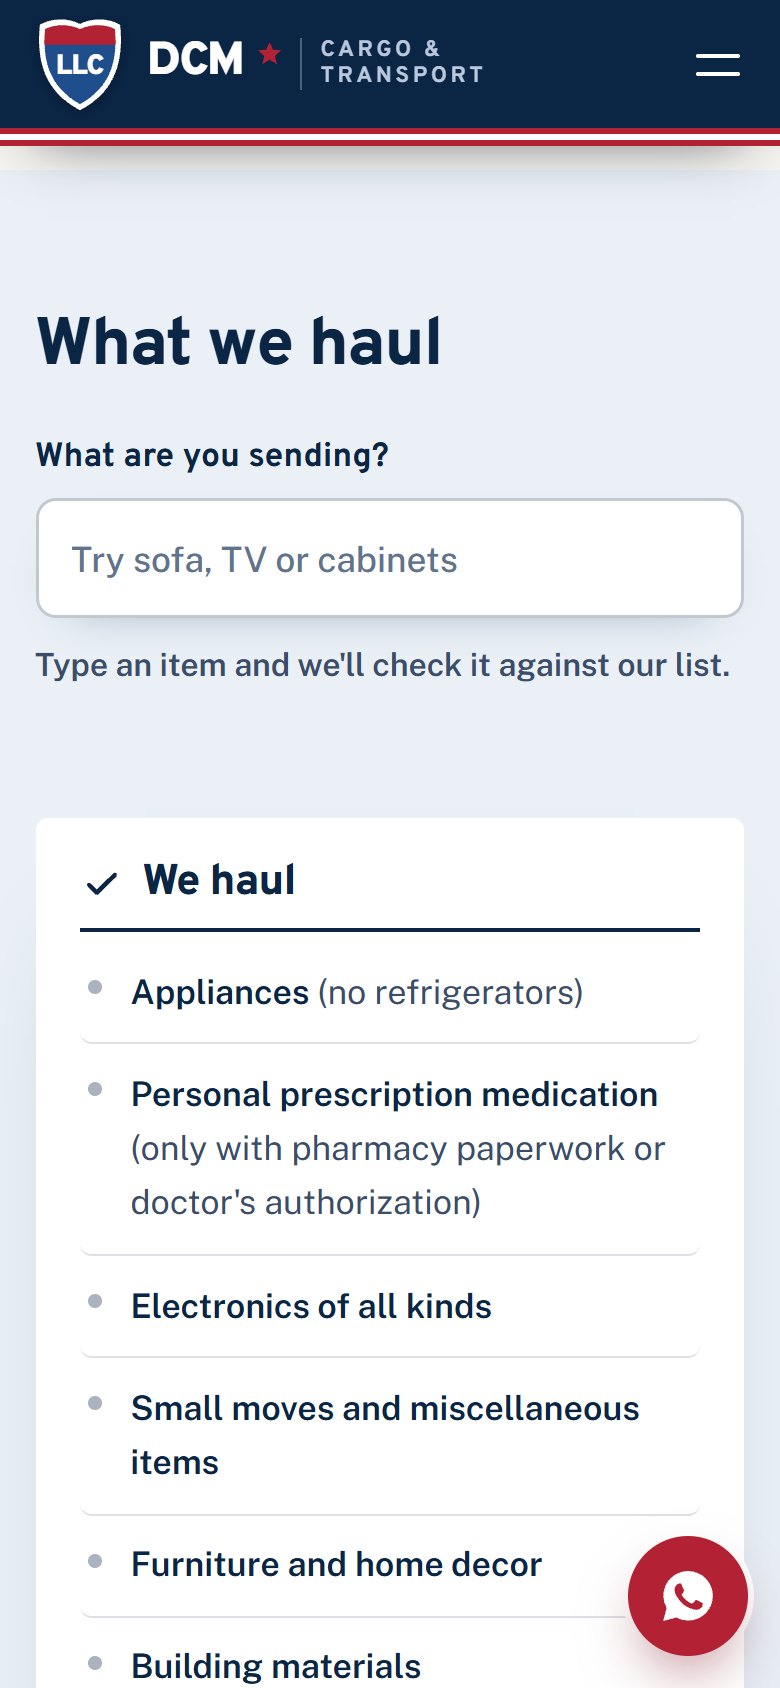 LLC
DCM
CARGO &
TRANSPORT
What we haul
What are you sending?
Try sofa, TV or cabinets
Type an item and we'll check it against our list.
We haul
Appliances (no refrigerators)
Personal prescription medication
(only with pharmacy paperwork or
doctor's authorization)
Electronics of all kinds
Small moves and miscellaneous
items
Furniture and home decor
Building materials